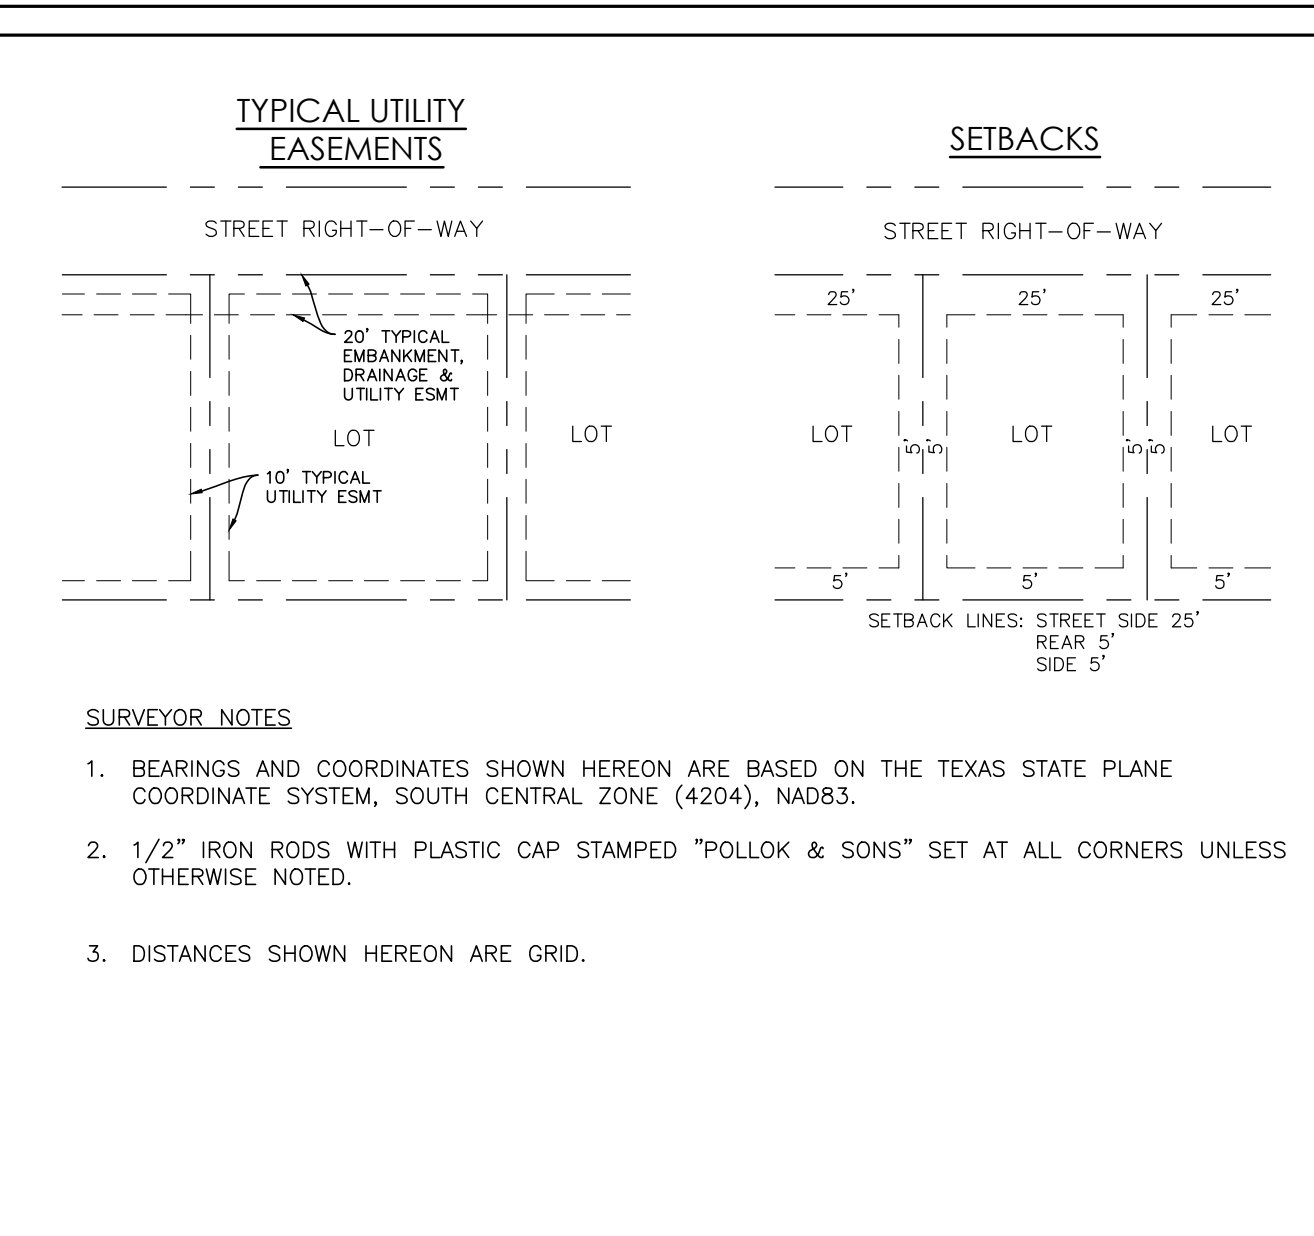 TYPICAL UTILITY
EASEMENTS
STREET RIGHT-OF-WAY
20' TYPICAL
EMBANKMENT,
DRAINAGE &
UTILITY ESMT
LOT
LOT
10' TYPICAL
UTILITY ESMT
SETBACKS
STREET RIGHT-OF-WAY
25'
25'
25'
LOT
5'
5'
LOT
5'
5'
LOT
5'
5'
5'
SETBACK LINES: STREET SIDE 25'
REAR 5'
SIDE 5'
SURVEYOR NOTES
1. BEARINGS AND COORDINATES SHOWN HEREON ARE BASED ON THE TEXAS STATE PLANE
COORDINATE SYSTEM, SOUTH CENTRAL ZONE (4204), NAD83.
2. 1/2" IRON RODS WITH PLASTIC CAP STAMPED "POLLOK & SONS" SET AT ALL CORNERS UNLESS
OTHERWISE NOTED.
3. DISTANCES SHOWN HEREON ARE GRID.